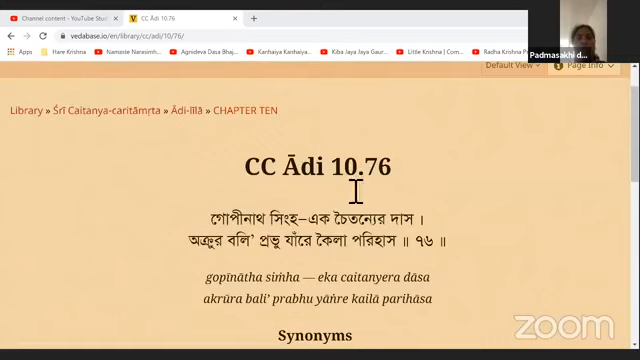 Channel content - YouTube Stud
CC Ādi 10.76
vedabase.io/en/library/cc/adi/10/76/
Apps
Hare Krishna
Namaste Narasimh...
Agnideva Dasa Bhaj...
Kanhaiya Kanhaiya...
Kiba Jaya Jaya Gaur...
Little Krishna | Com...
Radha Krishna
Padmasakhi d...
Default View
Page Info
Library » Śrī Caitanya-caritāmṛta » Ādi-līlā » CHAPTER TEN
CC Ādi 10.76
গোপীনাথ সিংহ—এক চৈতন্যের দাস ।
অক্রূর বলি’ প্রভু যাঁরে কৈলা পরিহাস ॥ ৭৬ ॥
gopīnātha siṁha — eka caitanyera dāsa
akrūra bali’ prabhu yāṅre kailā parihāsa
Synonyms
zoom